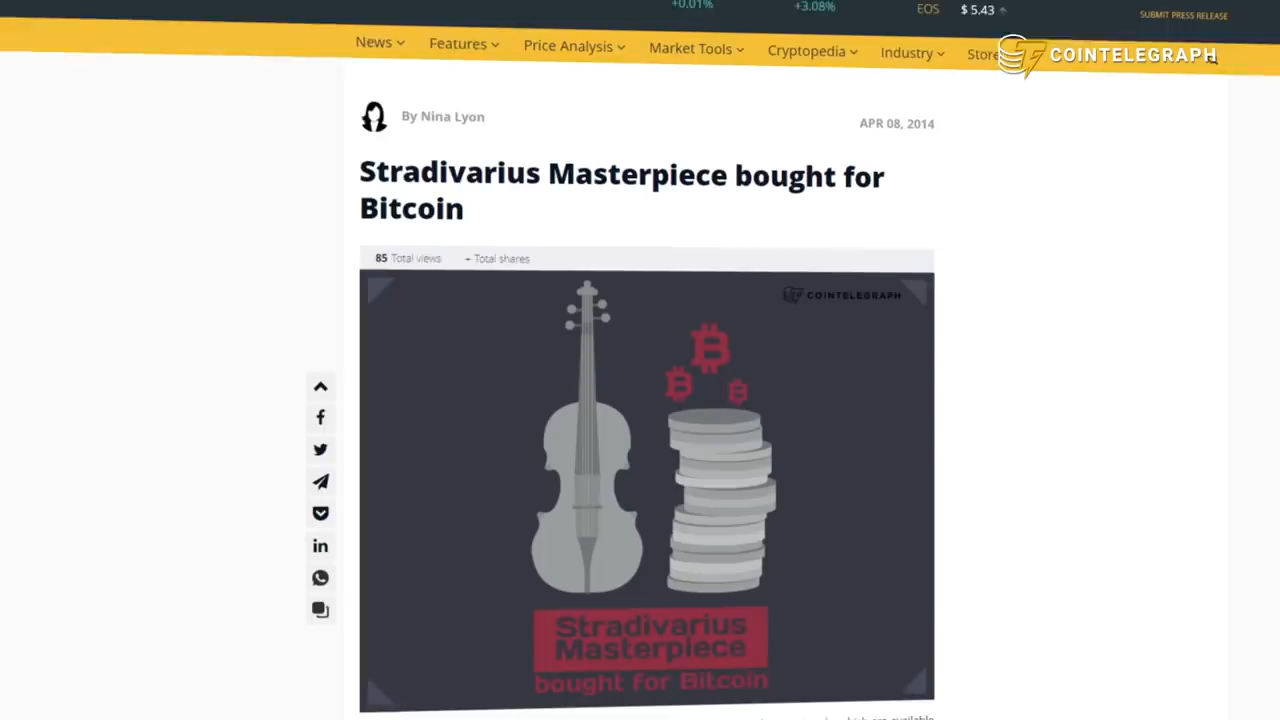 +0.01%
+3.08%
EOS $ 5.43
SUBMIT PRESS RELEASE
News Features Price Analysis Market Tools Cryptopedia Industry Store
COINTELEGRAPH
By Nina Lyon
APR 08, 2014
Stradivarius Masterpiece bought for
Bitcoin
85 Total views - Total shares
COINTELEGRAPH
Stradivarius
Masterpiece
bought for Bitcoin